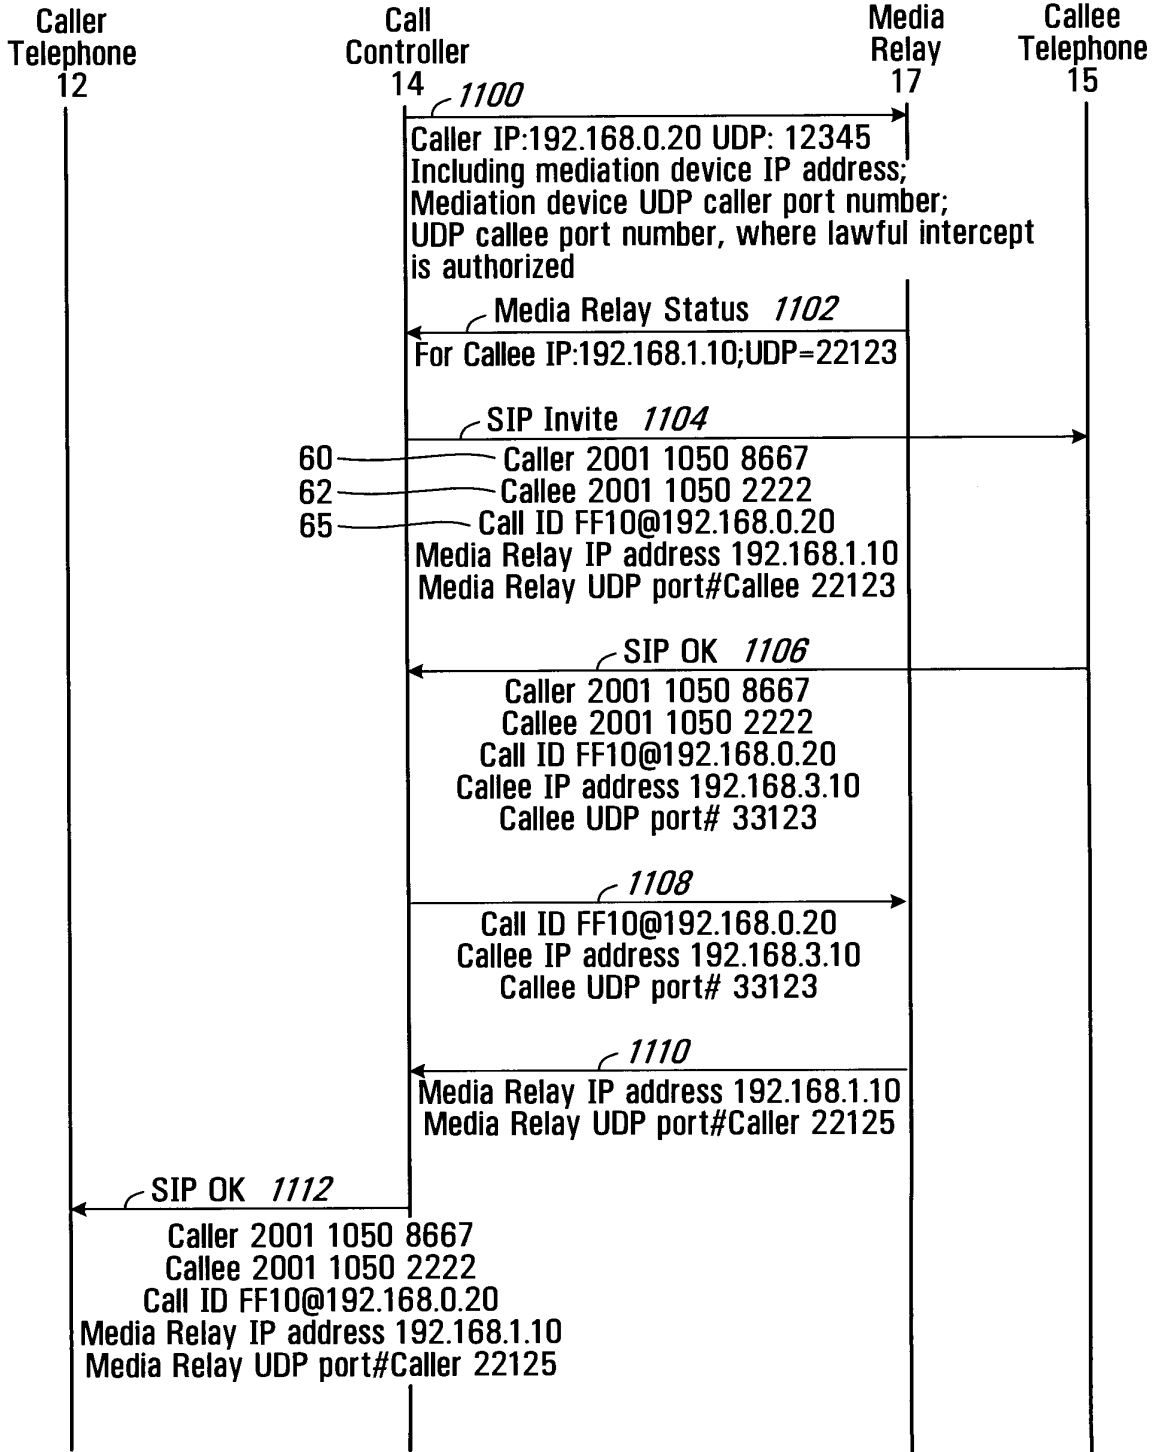 Caller
Telephone
12
Call
Controller
14
Media
Relay
17
Callee
Telephone
15
1100
Caller IP:192.168.0.20 UDP: 12345
Including mediation device IP address;
Mediation device UDP caller port number;
UDP callee port number, where lawful intercept
is authorized
Media Relay Status 1102
For Callee IP:192.168.1.10;UDP=22123
SIP Invite 1104
60 Caller 2001 1050 8667
62 Callee 2001 1050 2222
65 Call ID FF10@192.168.0.20
Media Relay IP address 192.168.1.10
Media Relay UDP port#Callee 22123
SIP OK 1106
Caller 2001 1050 8667
Callee 2001 1050 2222
Call ID FF10@192.168.0.20
Callee IP address 192.168.3.10
Callee UDP port# 33123
1108
Call ID FF10@192.168.0.20
Callee IP address 192.168.3.10
Callee UDP port# 33123
1110
Media Relay IP address 192.168.1.10
Media Relay UDP port#Caller 22125
SIP OK 1112
Caller 2001 1050 8667
Callee 2001 1050 2222
Call ID FF10@192.168.0.20
Media Relay IP address 192.168.1.10
Media Relay UDP port#Caller 22125